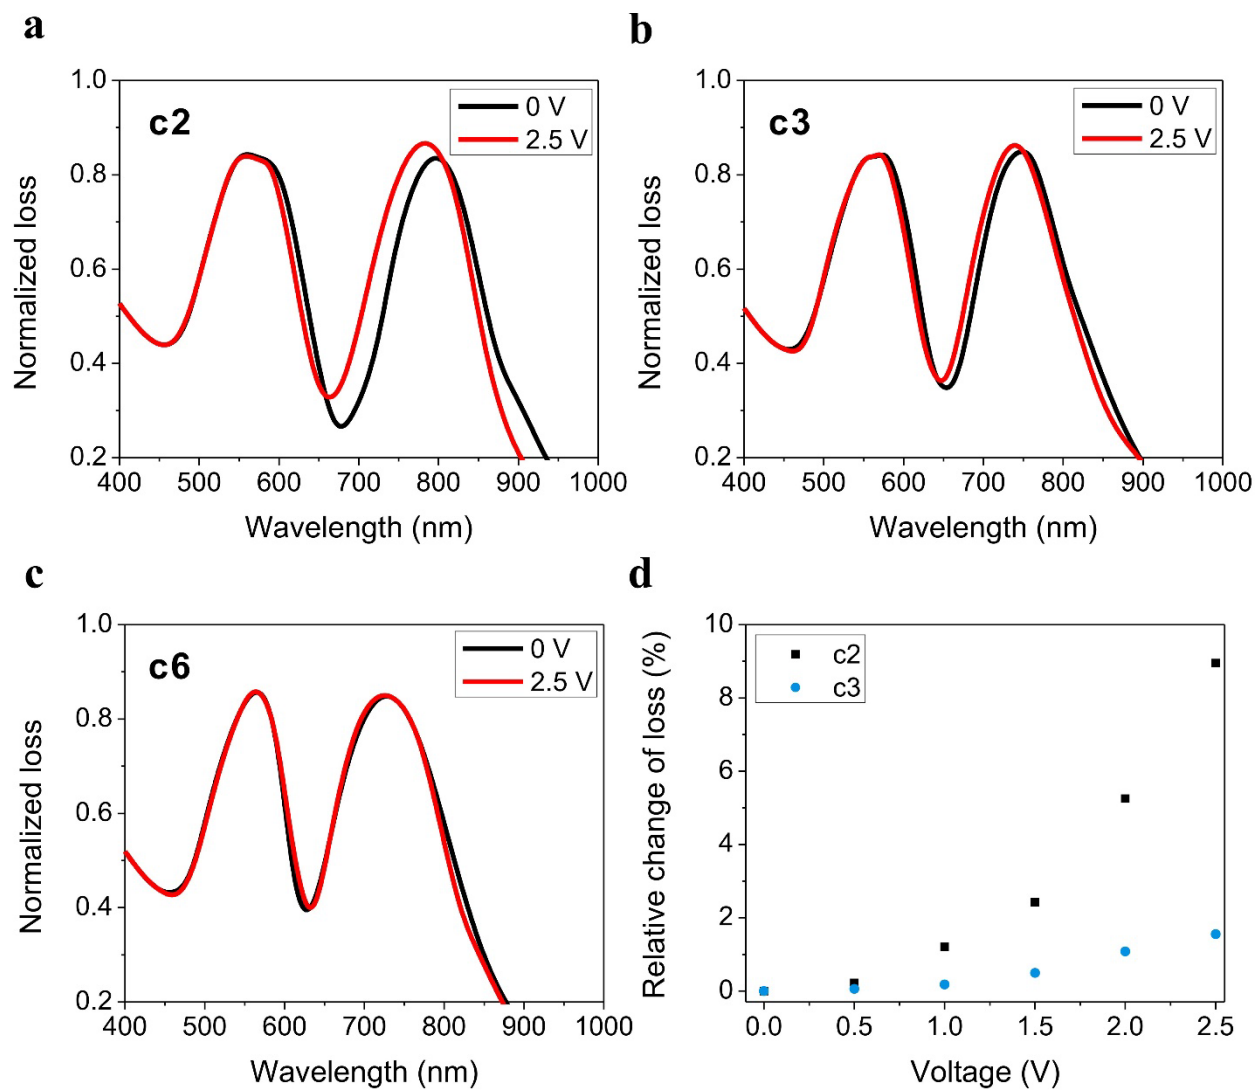 a
c2
0 V
2.5 V
Normalized loss
1.0
0.8
0.6
0.4
0.2
400 500 600 700 800 900 1000
Wavelength (nm)
b
c3
0 V
2.5 V
Normalized loss
1.0
0.8
0.6
0.4
0.2
400 500 600 700 800 900 1000
Wavelength (nm)
c
c6
0 V
2.5 V
Normalized loss
1.0
0.8
0.6
0.4
0.2
400 500 600 700 800 900 1000
Wavelength (nm)
d
c2
c3
Relative change of loss (%)
10
8
6
4
2
0
0.0 0.5 1.0 1.5 2.0 2.5
Voltage (V)